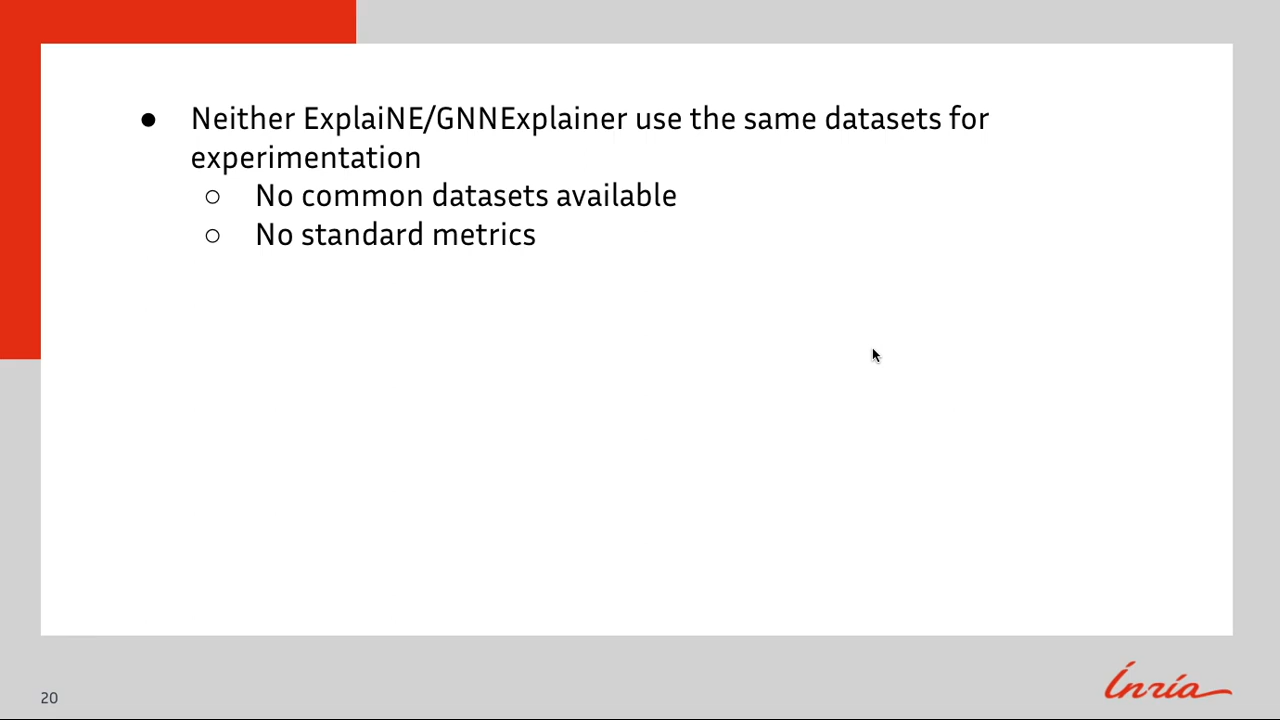 ● Neither ExplaiNE/GNNExplainer use the same datasets for
experimentation
○ No common datasets available
○ No standard metrics
20
Inria